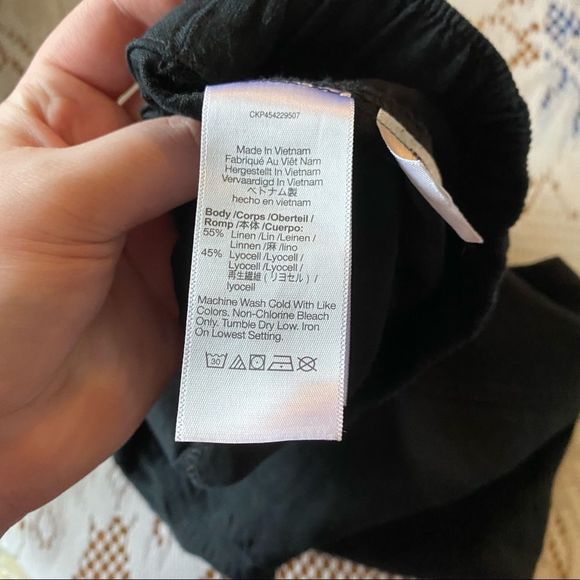 CKP454229507
Made In Vietnam
Fabriqué Au Viêt Nam
Hergestellt In Vietnam
Vervaardigd In Vietnam
ベトナム製
hecho en vietnam
Body /Corps /Oberteil /
Romp /本体 /Cuerpo:
55% Linen /Lin /Leinen /
Linnen /麻 /lino
45% Lyocell /Lyocell /
Lyocell /Lyocell /
再生繊維 ( リヨセル ) /
lyocell
Machine Wash Cold With Like
Colors. Non-Chlorine Bleach
Only. Tumble Dry Low. Iron
On Lowest Setting.
30